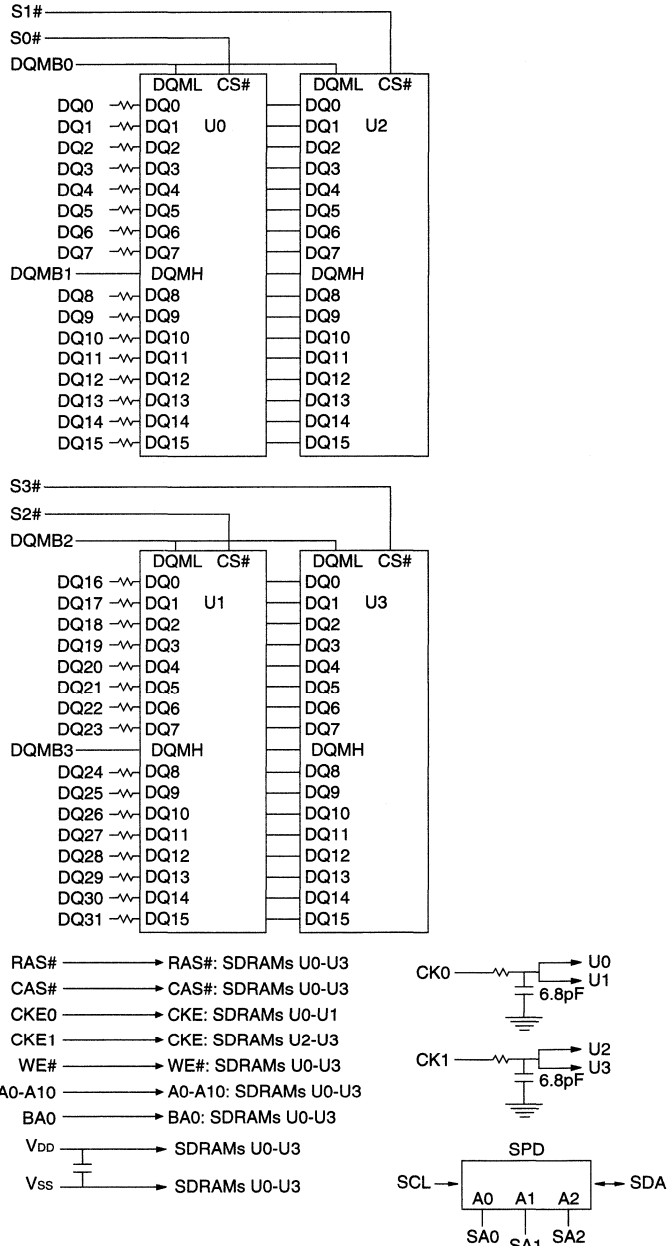 S1#
S0#
DQMB0
DQML CS# DQML CS#
DQ0 DQ0 DQ0
DQ1 DQ1 U0 DQ1 U2
DQ2 DQ2 DQ2
DQ3 DQ3 DQ3
DQ4 DQ4 DQ4
DQ5 DQ5 DQ5
DQ6 DQ6 DQ6
DQ7 DQ7 DQ7
DQMB1 DQMH DQMH
DQ8 DQ8 DQ8
DQ9 DQ9 DQ9
DQ10 DQ10 DQ10
DQ11 DQ11 DQ11
DQ12 DQ12 DQ12
DQ13 DQ13 DQ13
DQ14 DQ14 DQ14
DQ15 DQ15 DQ15
S3#
S2#
DQMB2
DQML CS# DQML CS#
DQ16 DQ0 DQ0
DQ17 DQ1 U1 DQ1 U3
DQ18 DQ2 DQ2
DQ19 DQ3 DQ3
DQ20 DQ4 DQ4
DQ21 DQ5 DQ5
DQ22 DQ6 DQ6
DQ23 DQ7 DQ7
DQMB3 DQMH DQMH
DQ24 DQ8 DQ8
DQ25 DQ9 DQ9
DQ26 DQ10 DQ10
DQ27 DQ11 DQ11
DQ28 DQ12 DQ12
DQ29 DQ13 DQ13
DQ30 DQ14 DQ14
DQ31 DQ15 DQ15
RAS# RAS#: SDRAMs U0-U3
CAS# CAS#: SDRAMs U0-U3
CKE0 CKE: SDRAMs U0-U1
CKE1 CKE: SDRAMs U2-U3
WE# WE#: SDRAMs U0-U3
A0-A10 A0-A10: SDRAMs U0-U3
BA0 BA0: SDRAMs U0-U3
VDD SDRAMs U0-U3
VSS SDRAMs U0-U3
CK0 U0
U1
6.8pF
CK1 U2
U3
6.8pF
SPD
SCL SDA
A0 A1 A2
SA0 SA1 SA2